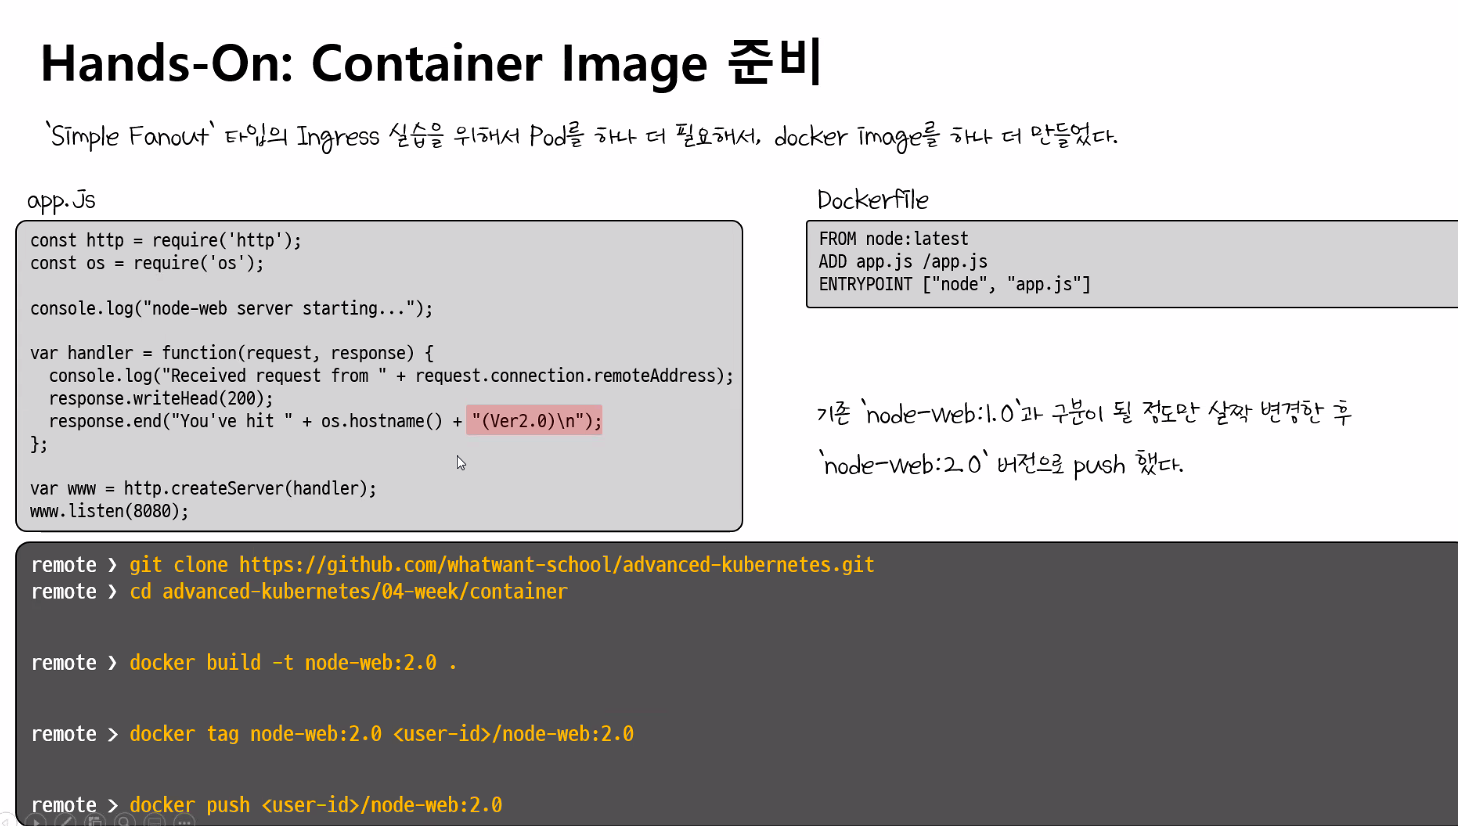 Hands-On: Container Image 준비
'Simple Fanout' 타입의 Ingress 실습을 위해서 Pod를 하나 더 필요해서, docker image를 하나 더 만들었다.
app.js
const http = require('http');
const os = require('os');
console.log("node-web server starting...");
var handler = function(request, response) {
console.log("Received request from " + request.connection.remoteAddress);
response.writeHead(200);
response.end("You've hit " + os.hostname() + "(Ver2.0)\n");
};
var www = http.createServer(handler);
www.listen(8080);
Dockerfile
FROM node:latest
ADD app.js /app.js
ENTRYPOINT ["node", "app.js"]
기존 'node-web:1.0'과 구분이 될 정도만 살짝 변경한 후
'node-web:2.0' 버전으로 push 했다.
remote ❯ git clone https://github.com/whatwant-school/advanced-kubernetes.git
remote ❯ cd advanced-kubernetes/04-week/container
remote ❯ docker build -t node-web:2.0 .
remote ❯ docker tag node-web:2.0 <user-id>/node-web:2.0
remote ❯ docker push <user-id>/node-web:2.0